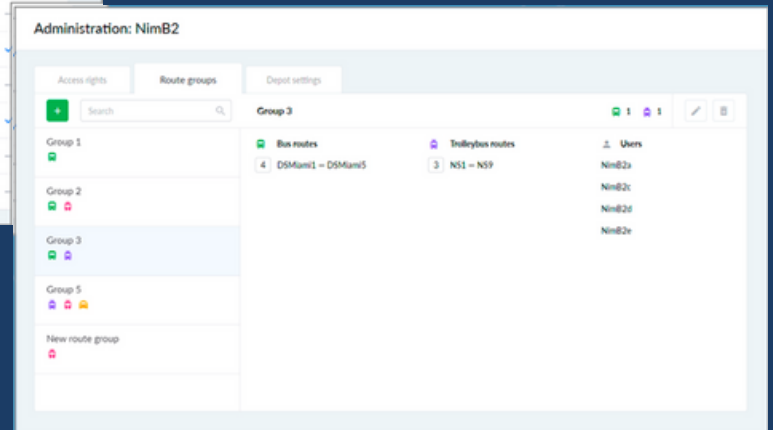 Administration: NimB2
Access rights
Route groups
Depot settings
+
Search
Group 3
1
1
Group 1
Group 2
Group 3
Group 5
New route group
Bus routes
4 DSMiami1 – DSMiami5
Trolleybus routes
3 NS1 – NS9
Users
NimB2a
NimB2c
NimB2d
NimB2e